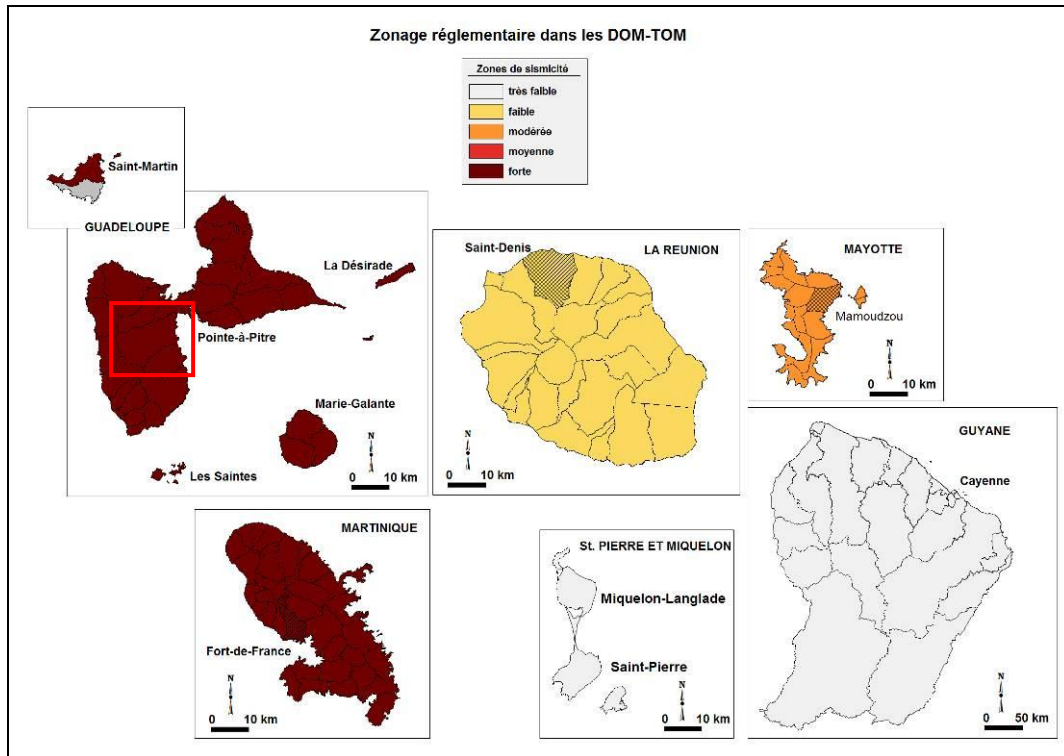 Zonage réglementaire dans les DOM-TOM
Zones de sismicité
très faible
faible
modérée
moyenne
forte
Saint-Martin
GUADELOUPE
La Désirade
Pointe-à-Pitre
Marie-Galante
Les Saintes
N
0 10 km
Saint-Denis
LA REUNION
N
0 10 km
MAYOTTE
Mamoudzou
N
0 10 km
GUYANE
Cayenne
N
0 50 km
MARTINIQUE
Fort-de-France
N
0 10 km
St. PIERRE ET MIQUELON
Miquelon-Langlade
Saint-Pierre
N
0 10 km